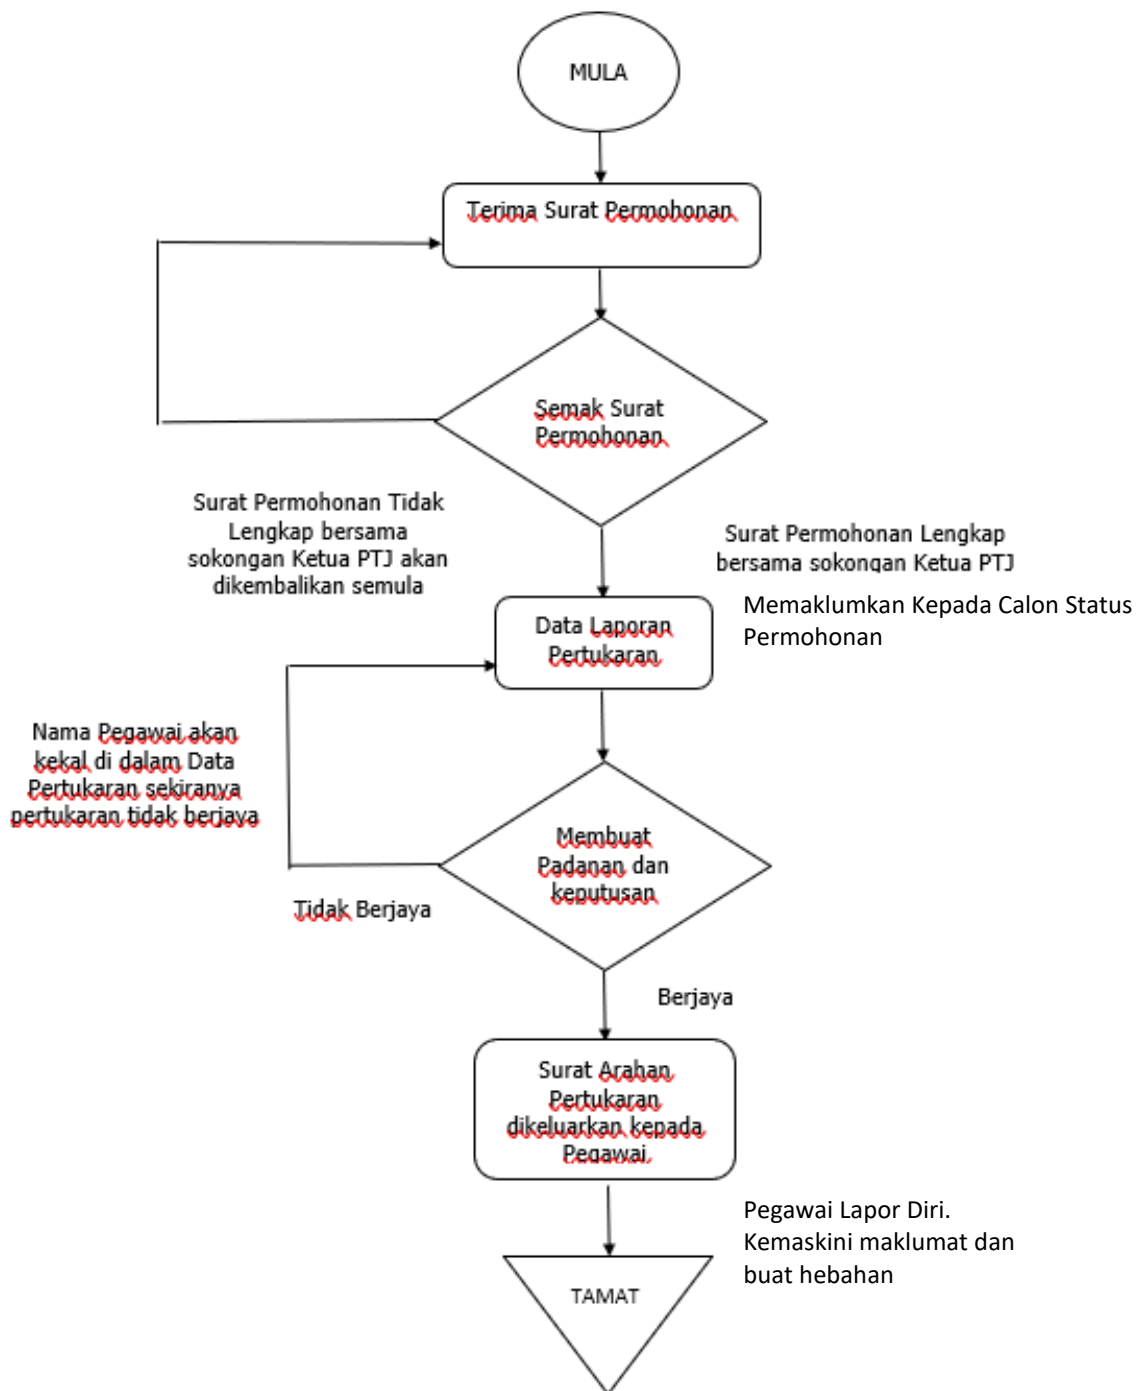 MULA
Terima Surat Permohonan
Semak Surat
Permohonan
Surat Permohonan Tidak
Lengkap bersama
sokongan Ketua PTJ akan
dikembalikan semula
Surat Permohonan Lengkap
bersama sokongan Ketua PTJ
Memaklumkan Kepada Calon Status
Permohonan
Data Laporan
Pertukaran
Nama Pegawai akan
kekal di dalam Data
Pertukaran sekiranya
pertukaran tidak berjaya
Membuat
Padanan dan
keputusan
Tidak Berjaya
Berjaya
Surat Arahan
Pertukaran
dikeluarkan kepada
Pegawai
Pegawai Lapor Diri.
Kemaskini maklumat dan
buat hebahan
TAMAT